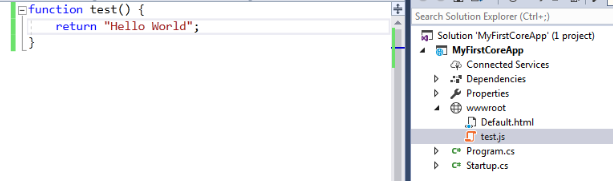 function test() {
return "Hello World";
}
Search Solution Explorer (Ctrl+;)
Solution 'MyFirstCoreApp' (1 project)
MyFirstCoreApp
Connected Services
Dependencies
Properties
wwwroot
Default.html
test.js
C# Program.cs
C# Startup.cs